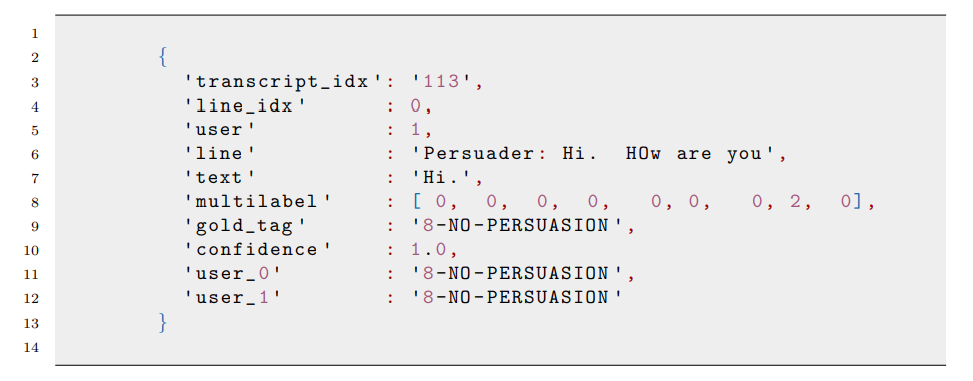 1
2 {
3 'transcript_idx': '113',
4 'line_idx' : 0,
5 'user' : 1,
6 'line' : 'Persuader: Hi.  HOw are you',
7 'text' : 'Hi.',
8 'multilabel' : [ 0,  0,  0,  0,   0, 0,   0, 2,  0],
9 'gold_tag' : '8-NO-PERSUASION',
10 'confidence' : 1.0,
11 'user_0' : '8-NO-PERSUASION',
12 'user_1' : '8-NO-PERSUASION'
13 }
14